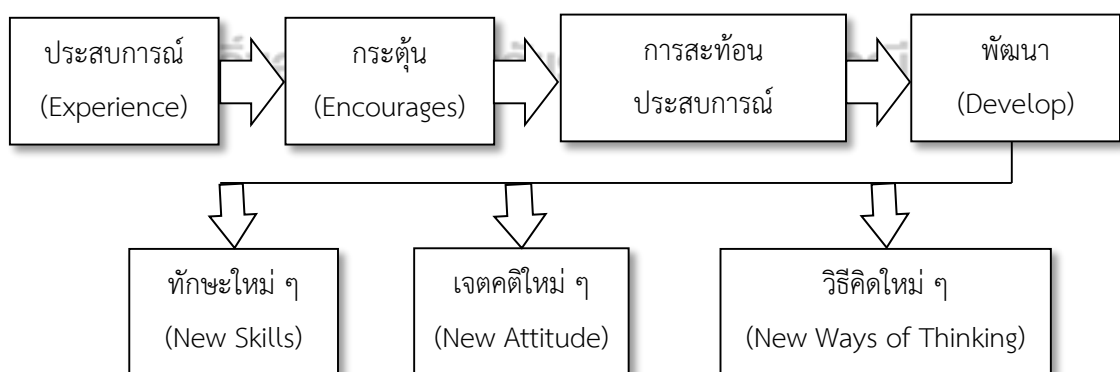 ประสบการณ์
(Experience)
กระตุ้น
(Encourages)
การสะท้อน
ประสบการณ์
พัฒนา
(Develop)
ทักษะใหม่ ๆ
(New Skills)
เจตคติใหม่ ๆ
(New Attitude)
วิธีคิดใหม่ ๆ
(New Ways of Thinking)